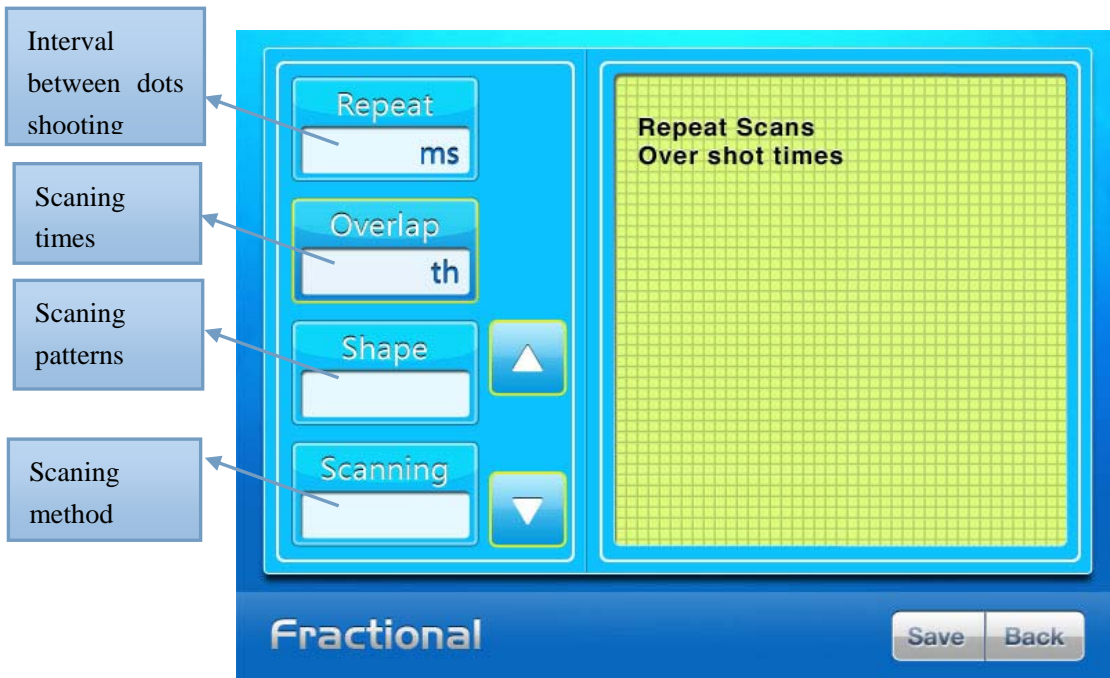 Interval
between dots
shooting
Scaning
times
Scaning
patterns
Scaning
method
Repeat
ms
Overlap
th
Shape
Scanning
Repeat Scans
Over shot times
Fractional
Save Back